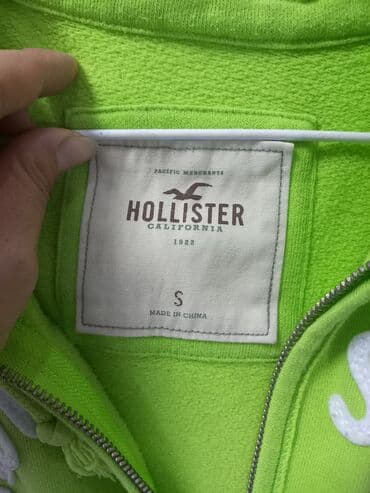 PACIFIC MERCHANTS
HOLLISTER
CALIFORNIA
1922
S
MADE IN CHINA